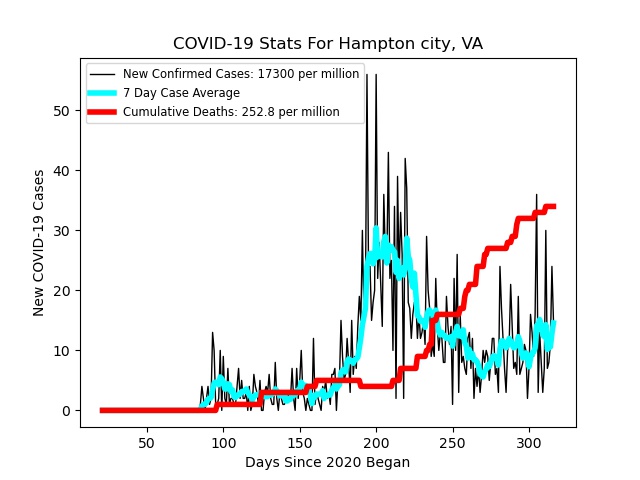 COVID-19 Stats For Hampton city, VA
New Confirmed Cases: 17300 per million
7 Day Case Average
Cumulative Deaths: 252.8 per million
New COVID-19 Cases
50
40
30
20
10
0
50 100 150 200 250 300
Days Since 2020 Began